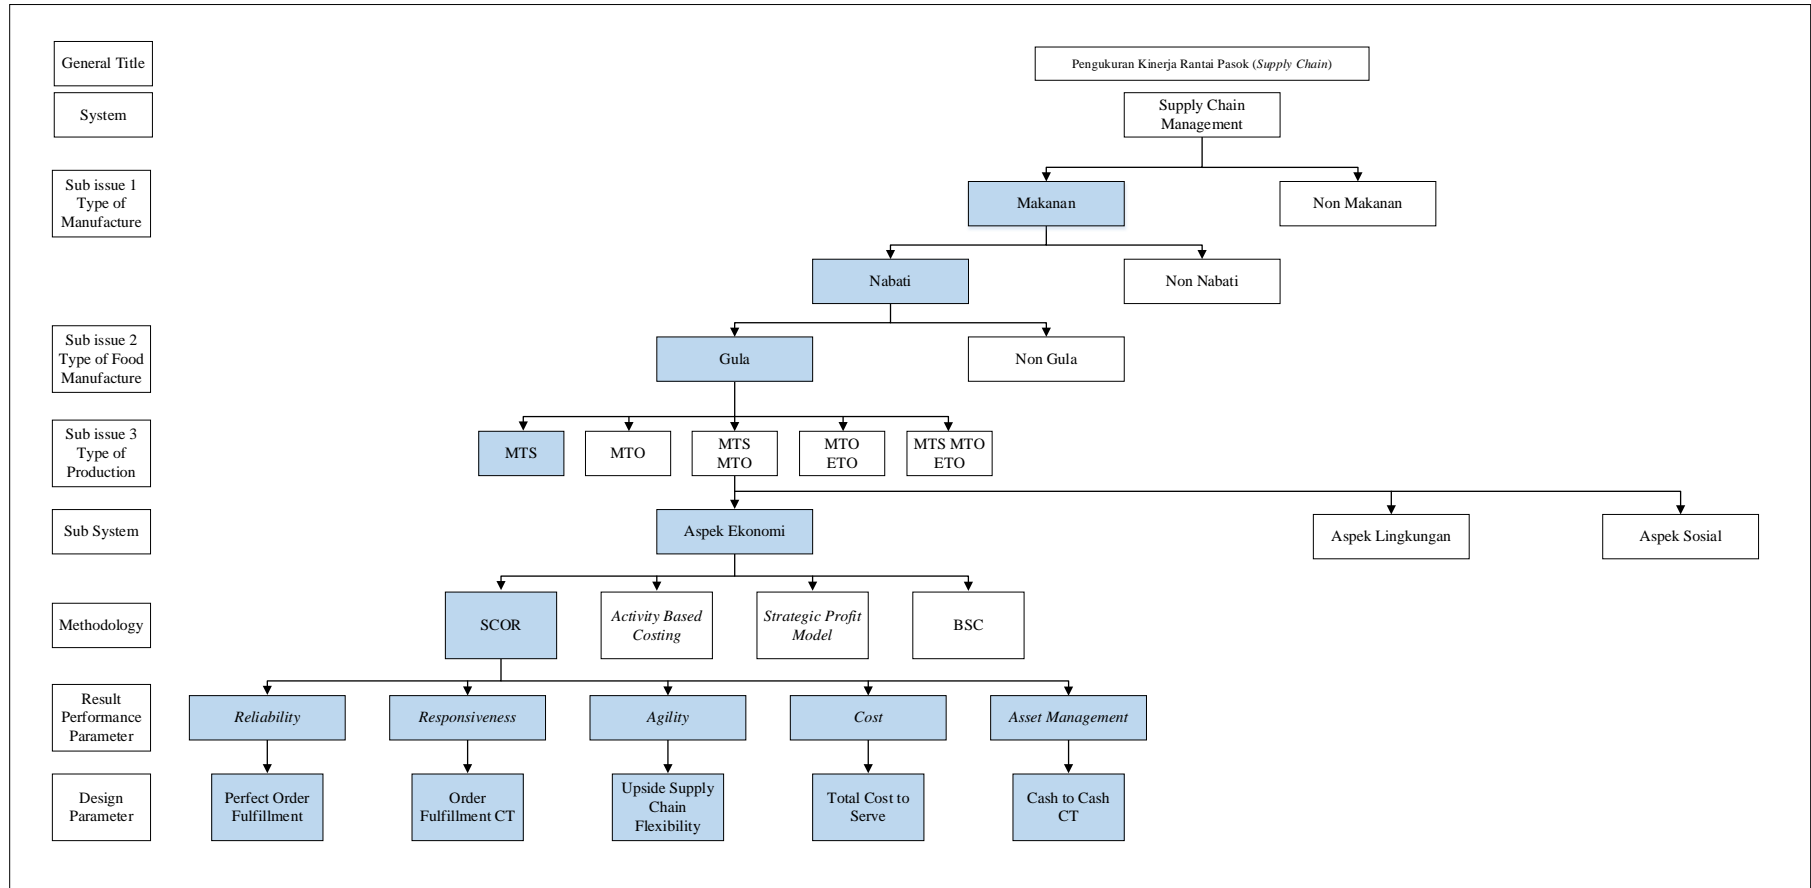 General Title
Pengukuran Kinerja Rantai Pasok (Supply Chain)
System
Supply Chain
Management
Sub issue 1
Type of
Manufacture
Makanan
Non Makanan
Nabati
Non Nabati
Sub issue 2
Type of Food
Manufacture
Gula
Non Gula
Sub issue 3
Type of
Production
MTS
MTO
MTS
MTO
MTO
ETO
MTS MTO
ETO
Sub System
Aspek Ekonomi
Aspek Lingkungan
Aspek Sosial
Methodology
SCOR
Activity Based
Costing
Strategic Profit
Model
BSC
Result
Performance
Parameter
Reliability
Responsiveness
Agility
Cost
Asset Management
Design
Parameter
Perfect Order
Fulfillment
Order
Fulfillment CT
Upside Supply
Chain
Flexibility
Total Cost to
Serve
Cash to Cash
CT